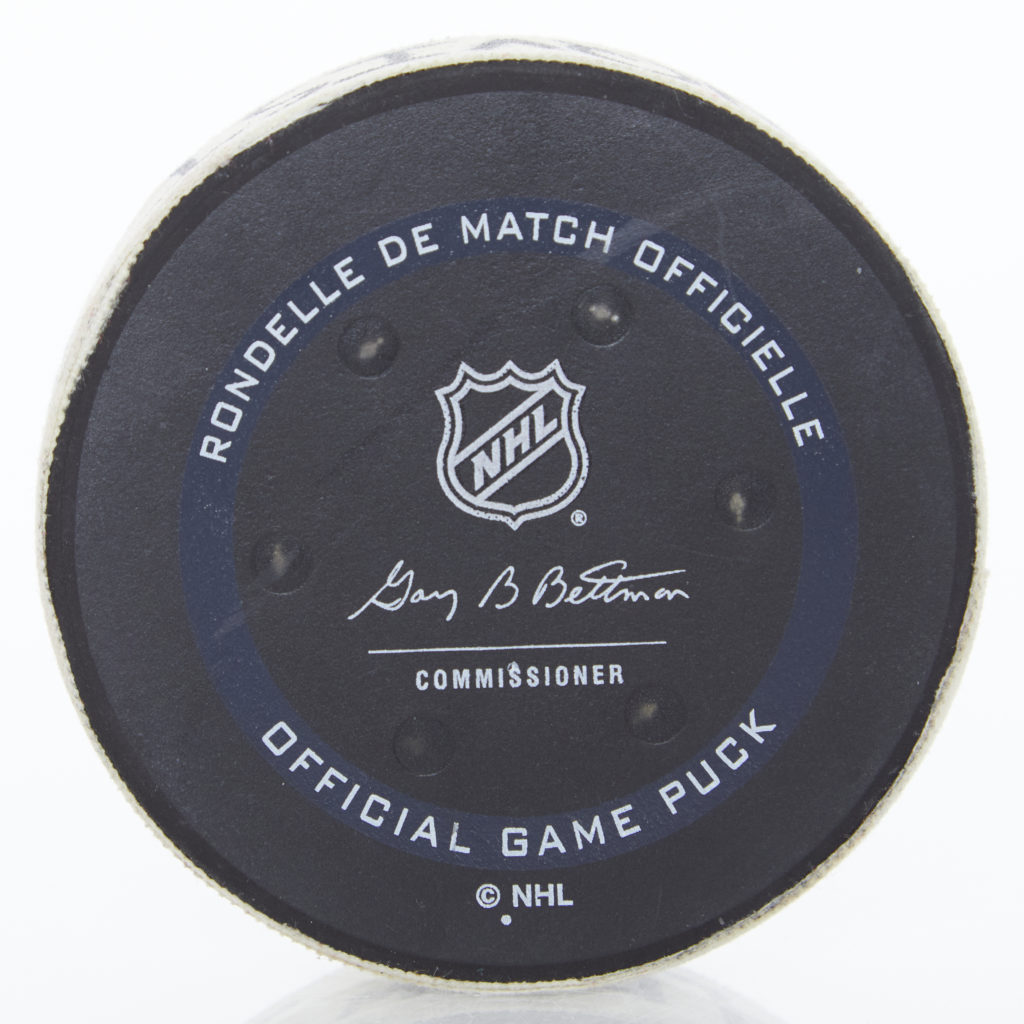 RONDELLE DE MATCH OFFICIELLE
NHL
®
Gary B Bettman
COMMISSIONER
OFFICIAL GAME PUCK
© NHL